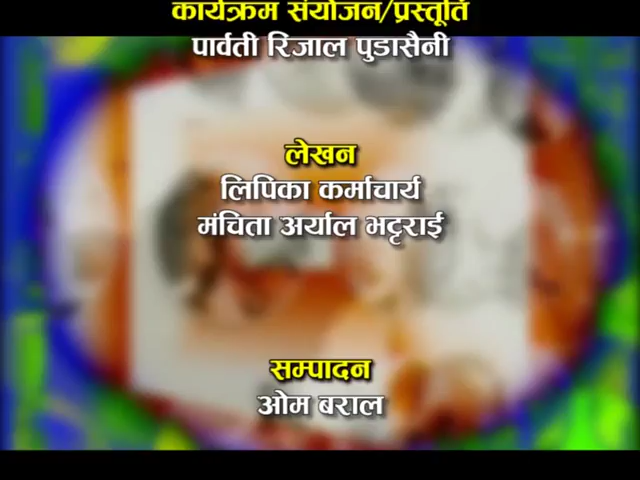 कार्यक्रम संयोजन/प्रस्तूति
पार्वती रिजाल पुडासैनी
लेखन
लिपिका कर्माचार्य
मंचिता अर्याल भट्टराई
सम्पादन
ओम बराल